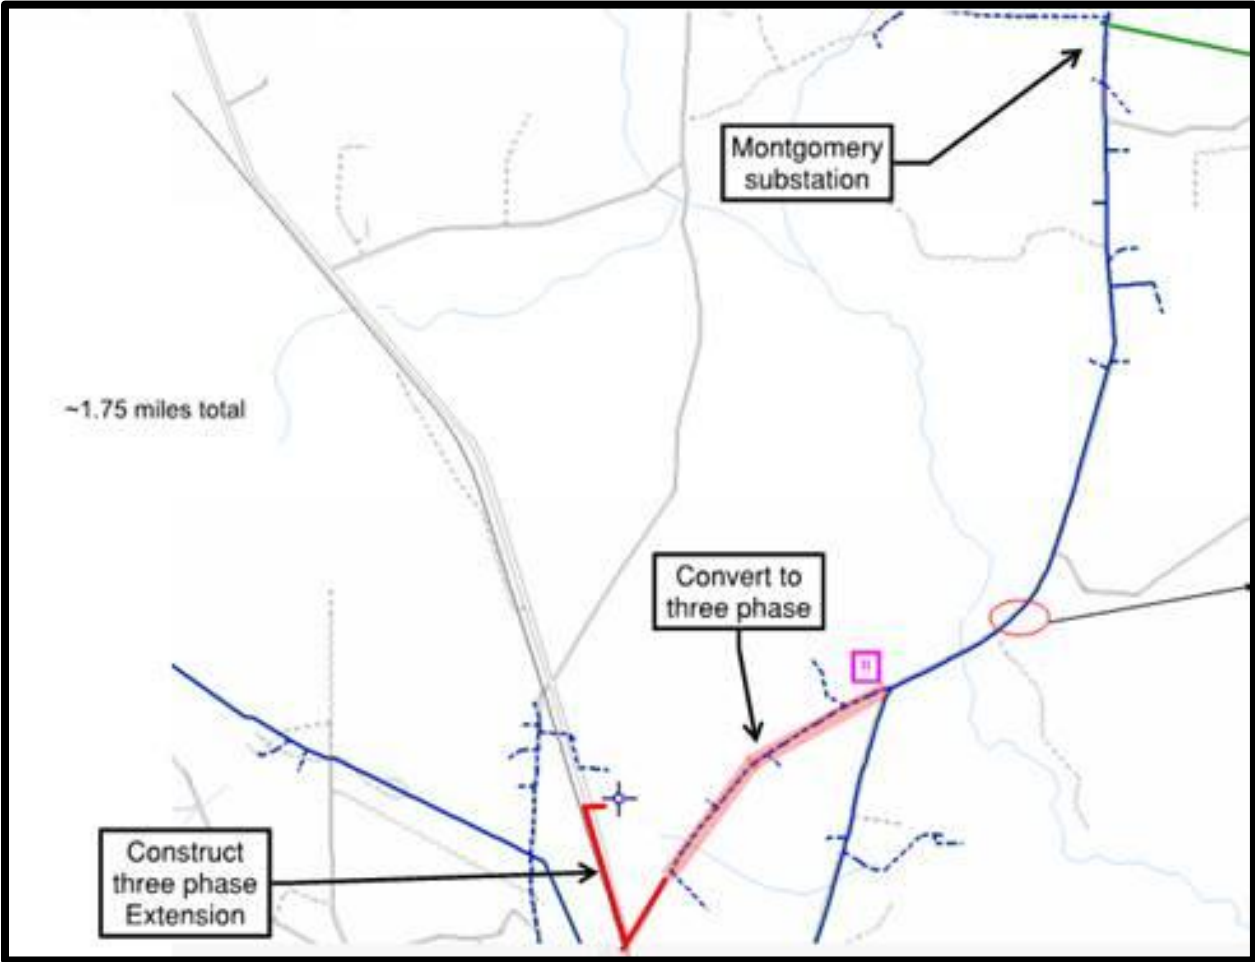 Montgomery
substation
~1.75 miles total
Convert to
three phase
Construct
three phase
Extension